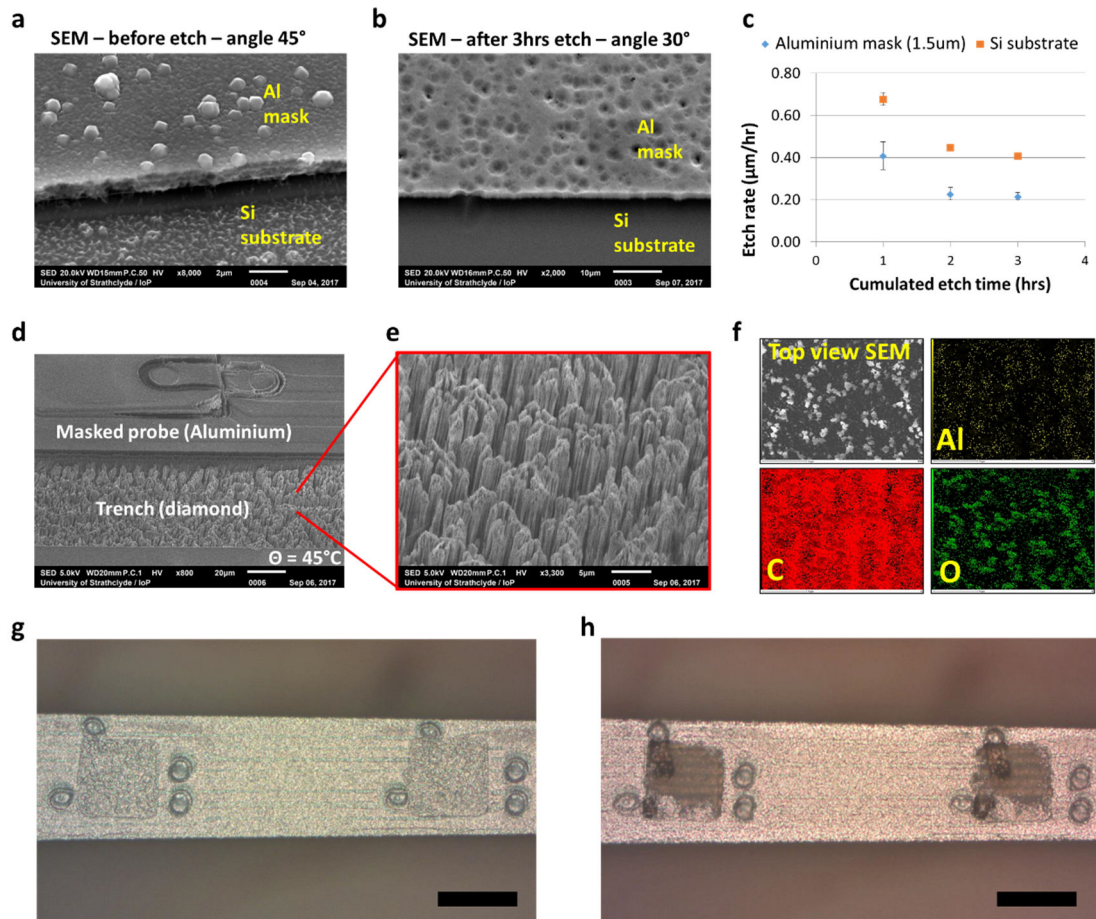 a
SEM – before etch – angle 45°
Al
mask
Si
substrate
SED 20.0kV WD15mm P.C.50 HV x8,000 2µm
University of Strathclyde / IoP 0004 Sep 04, 2017
b
SEM – after 3hrs etch – angle 30°
Al
mask
Si
substrate
SED 20.0kV WD16mm P.C.50 HV x2,000 10µm
University of Strathclyde / IoP 0003 Sep 07, 2017
c
Aluminium mask (1.5um) Si substrate
Etch rate (µm/hr)
0.80
0.60
0.40
0.20
0.00
0 1 2 3 4
Cumulated etch time (hrs)
d
Masked probe (Aluminium)
Trench (diamond)
Θ = 45°C
SED 5.0kV WD20mm P.C.1 HV x800 20µm
University of Strathclyde / IoP 0006 Sep 06, 2017
e
SED 5.0kV WD20mm P.C.1 HV x3,300 5µm
University of Strathclyde / IoP 0005 Sep 06, 2017
f
Top view SEM
Al
C
O
g
h